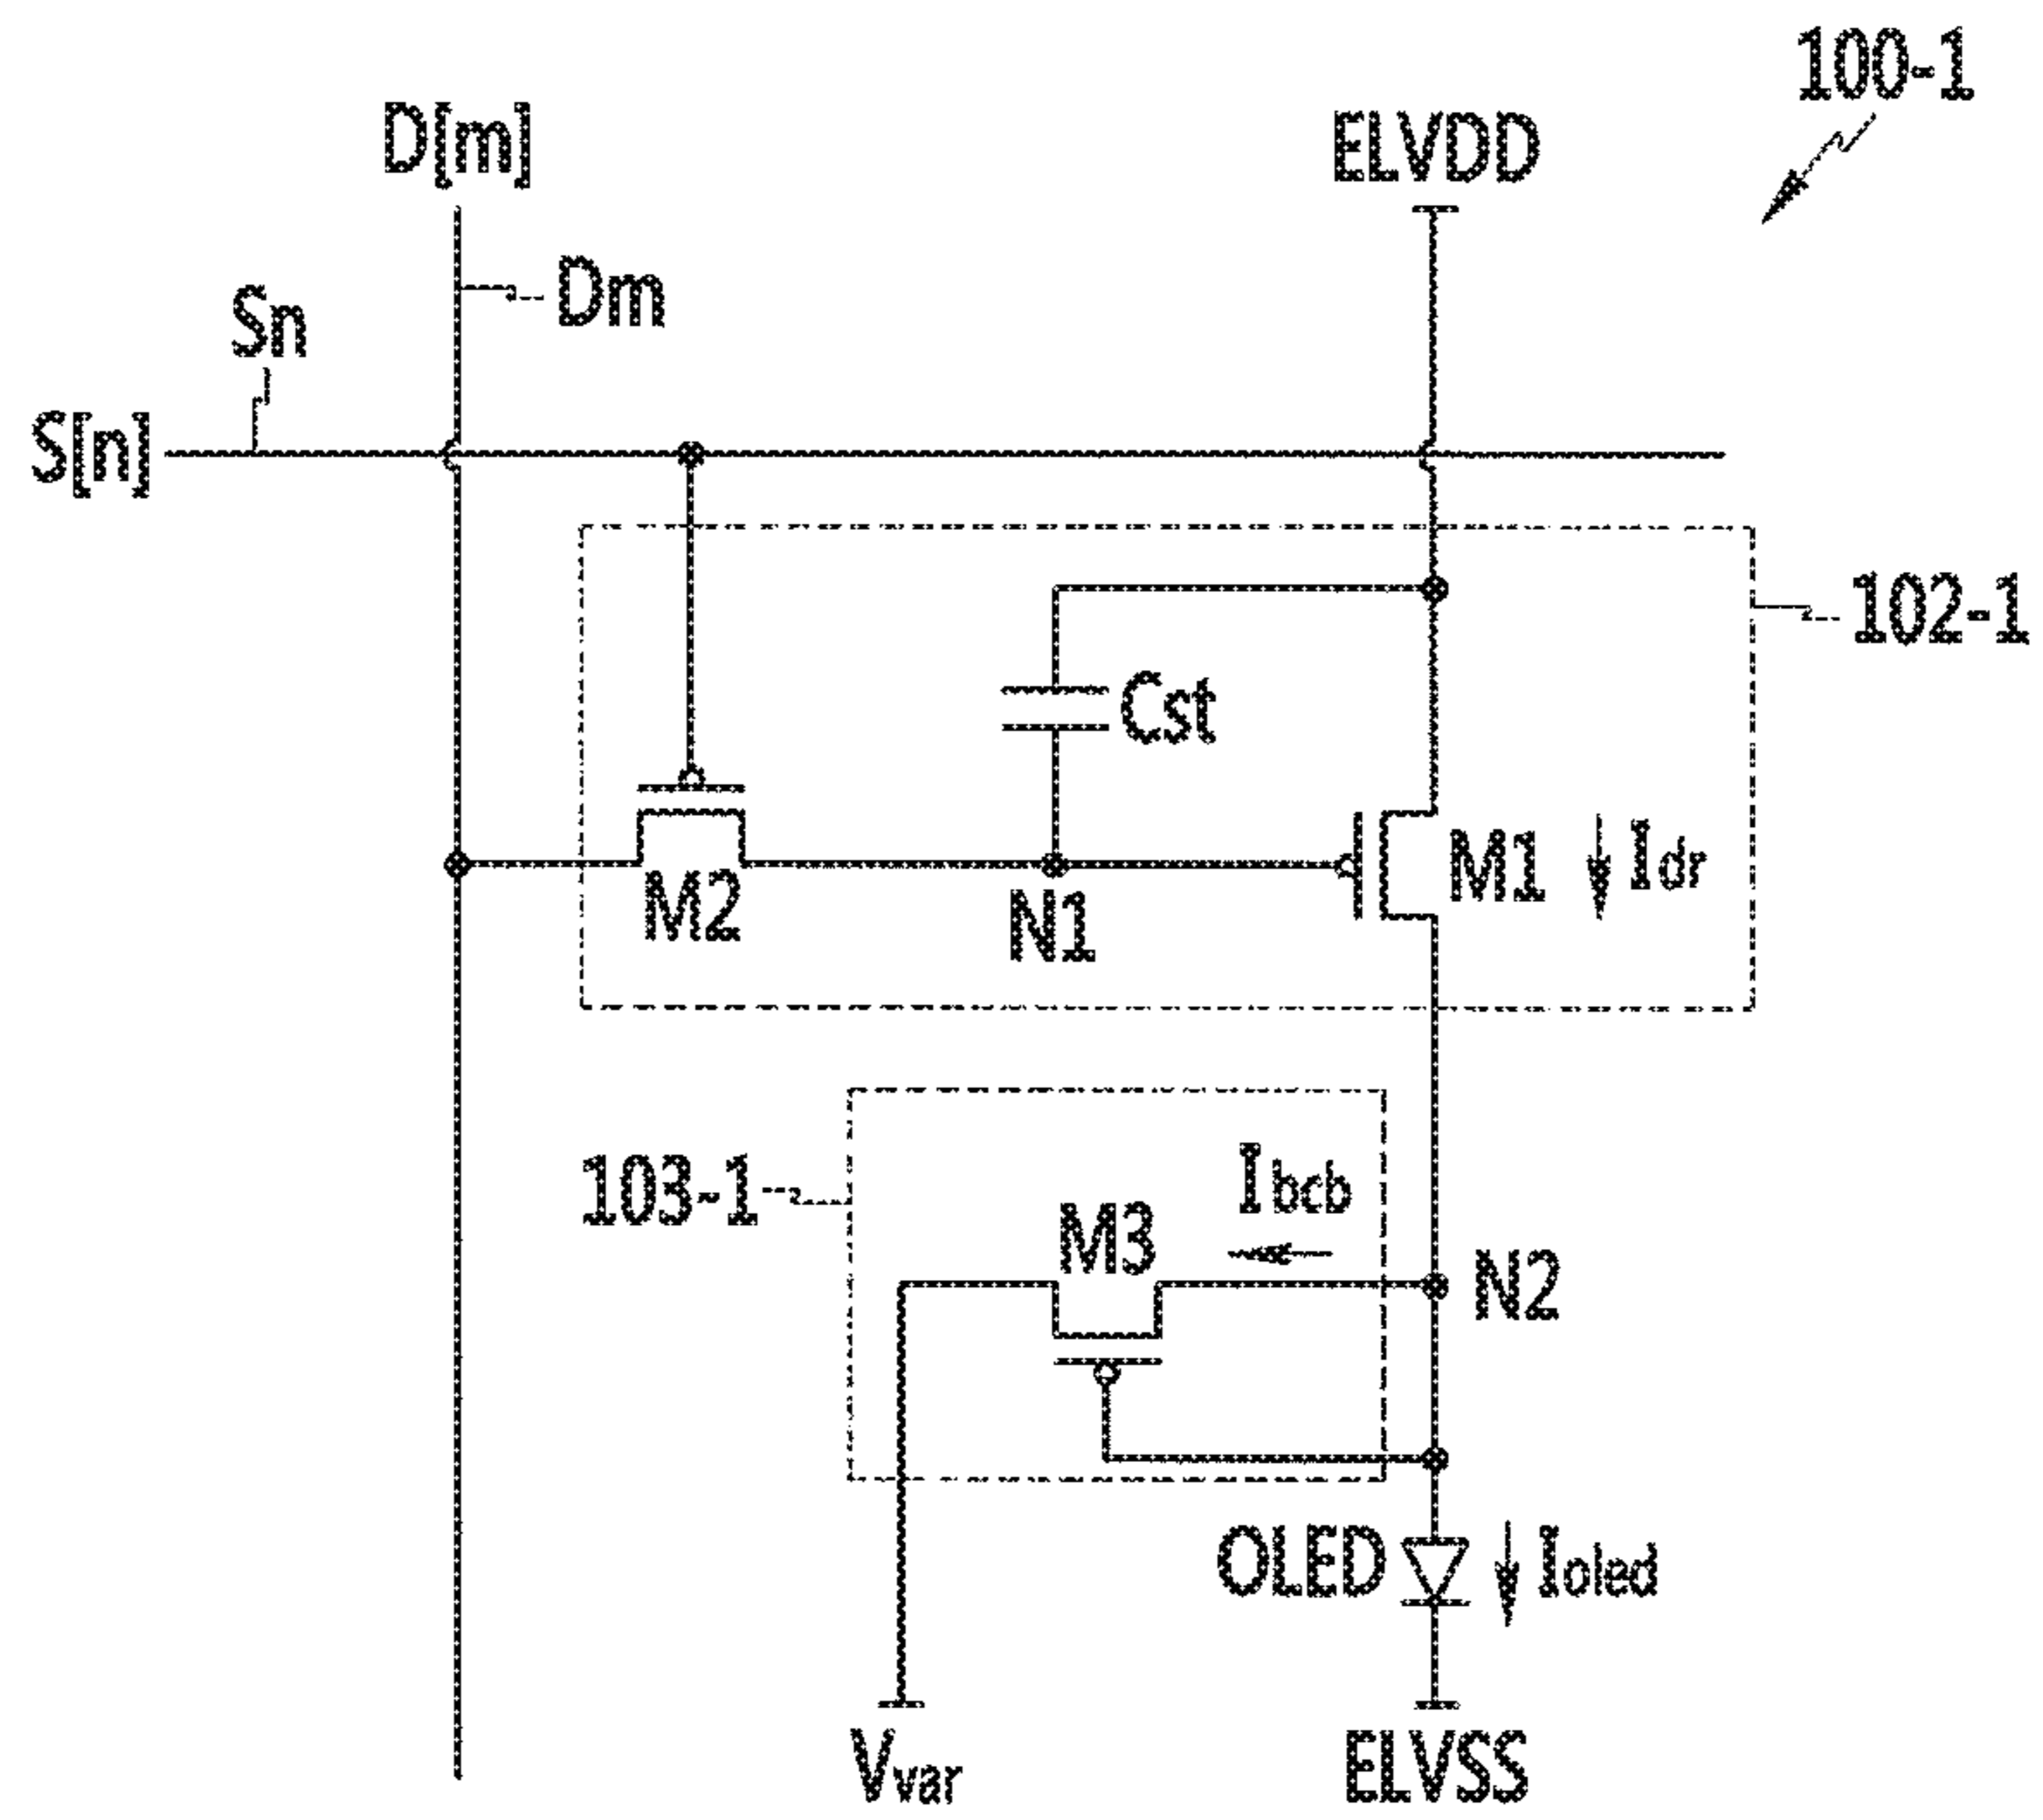 100-1
D[m]
ELVDD
Dm
Sn
S[n]
102-1
Cst
M1
Idr
M2
N1
103-1
Ibcb
M3
N2
OLED
Ioled
Vvar
ELVSS